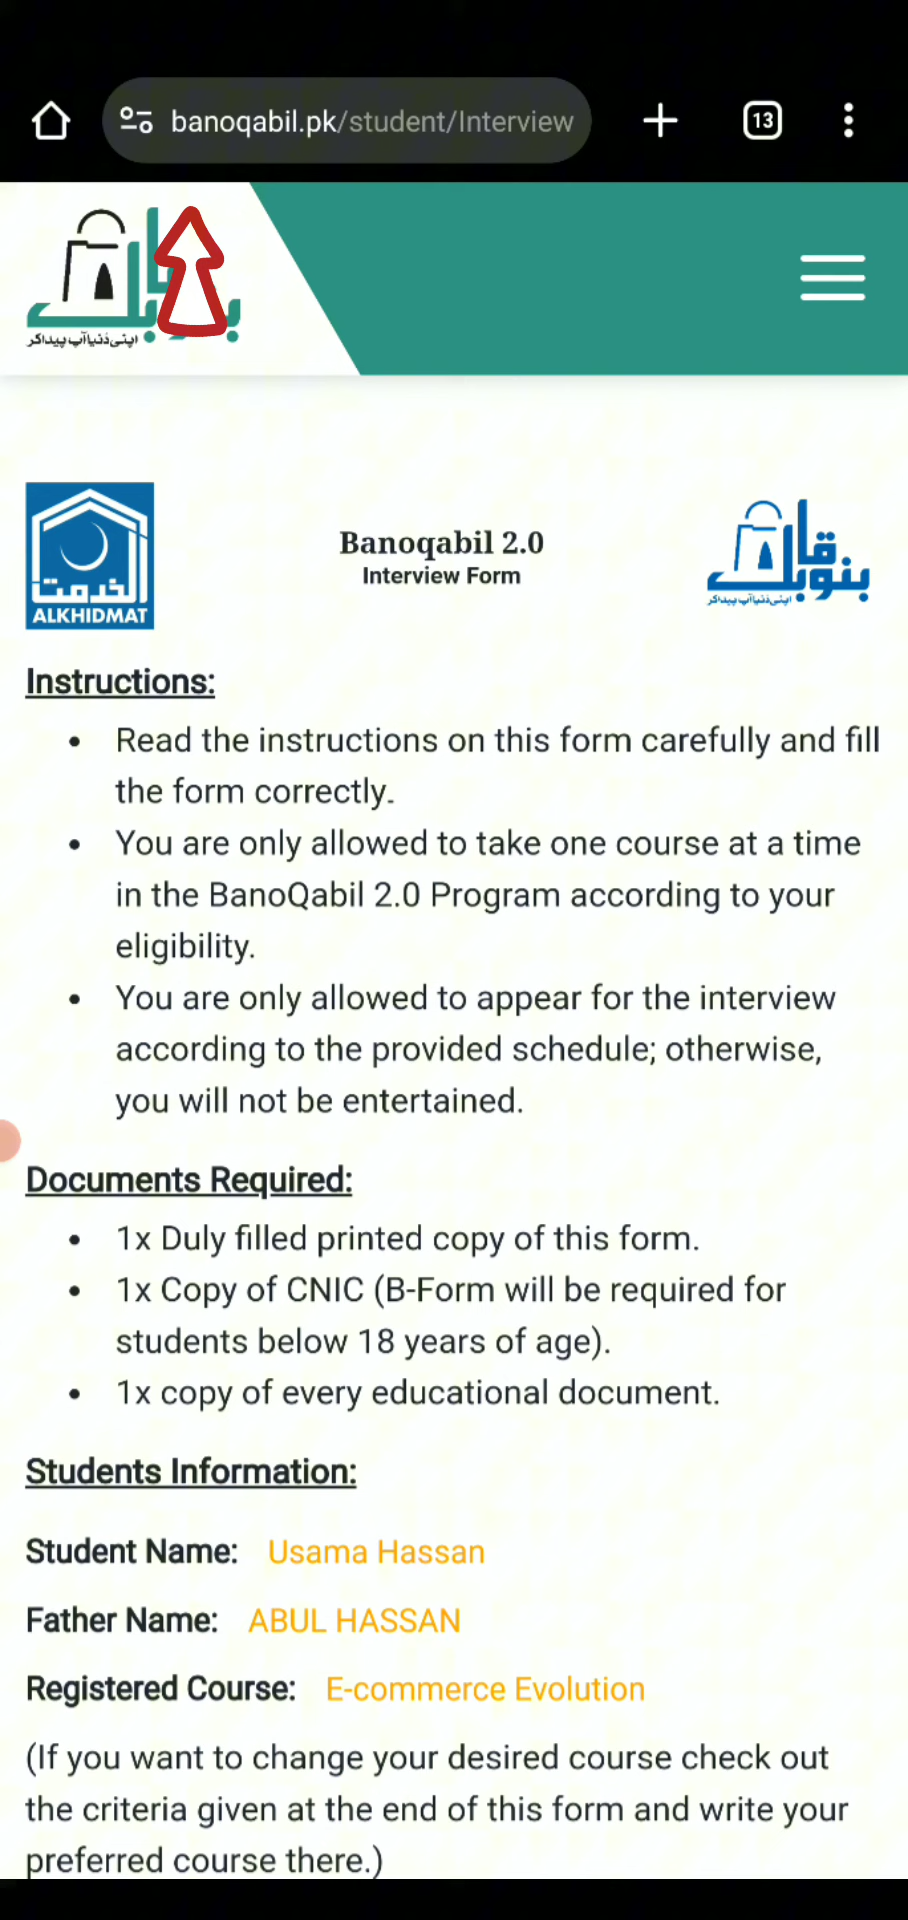 banoqabil.pk/student/Interview
13
اپنی دُنیا آپ پیدا کر
الخدمت
ALKHIDMAT
Banoqabil 2.0
Interview Form
بنو قابل
اپنی دُنیا آپ پیدا کر
Instructions:
• Read the instructions on this form carefully and fill
the form correctly.
• You are only allowed to take one course at a time
in the BanoQabil 2.0 Program according to your
eligibility.
• You are only allowed to appear for the interview
according to the provided schedule; otherwise,
you will not be entertained.
Documents Required:
• 1x Duly filled printed copy of this form.
• 1x Copy of CNIC (B-Form will be required for
students below 18 years of age).
• 1x copy of every educational document.
Students Information:
Student Name: Usama Hassan
Father Name: ABUL HASSAN
Registered Course: E-commerce Evolution
(If you want to change your desired course check out
the criteria given at the end of this form and write your
preferred course there.)